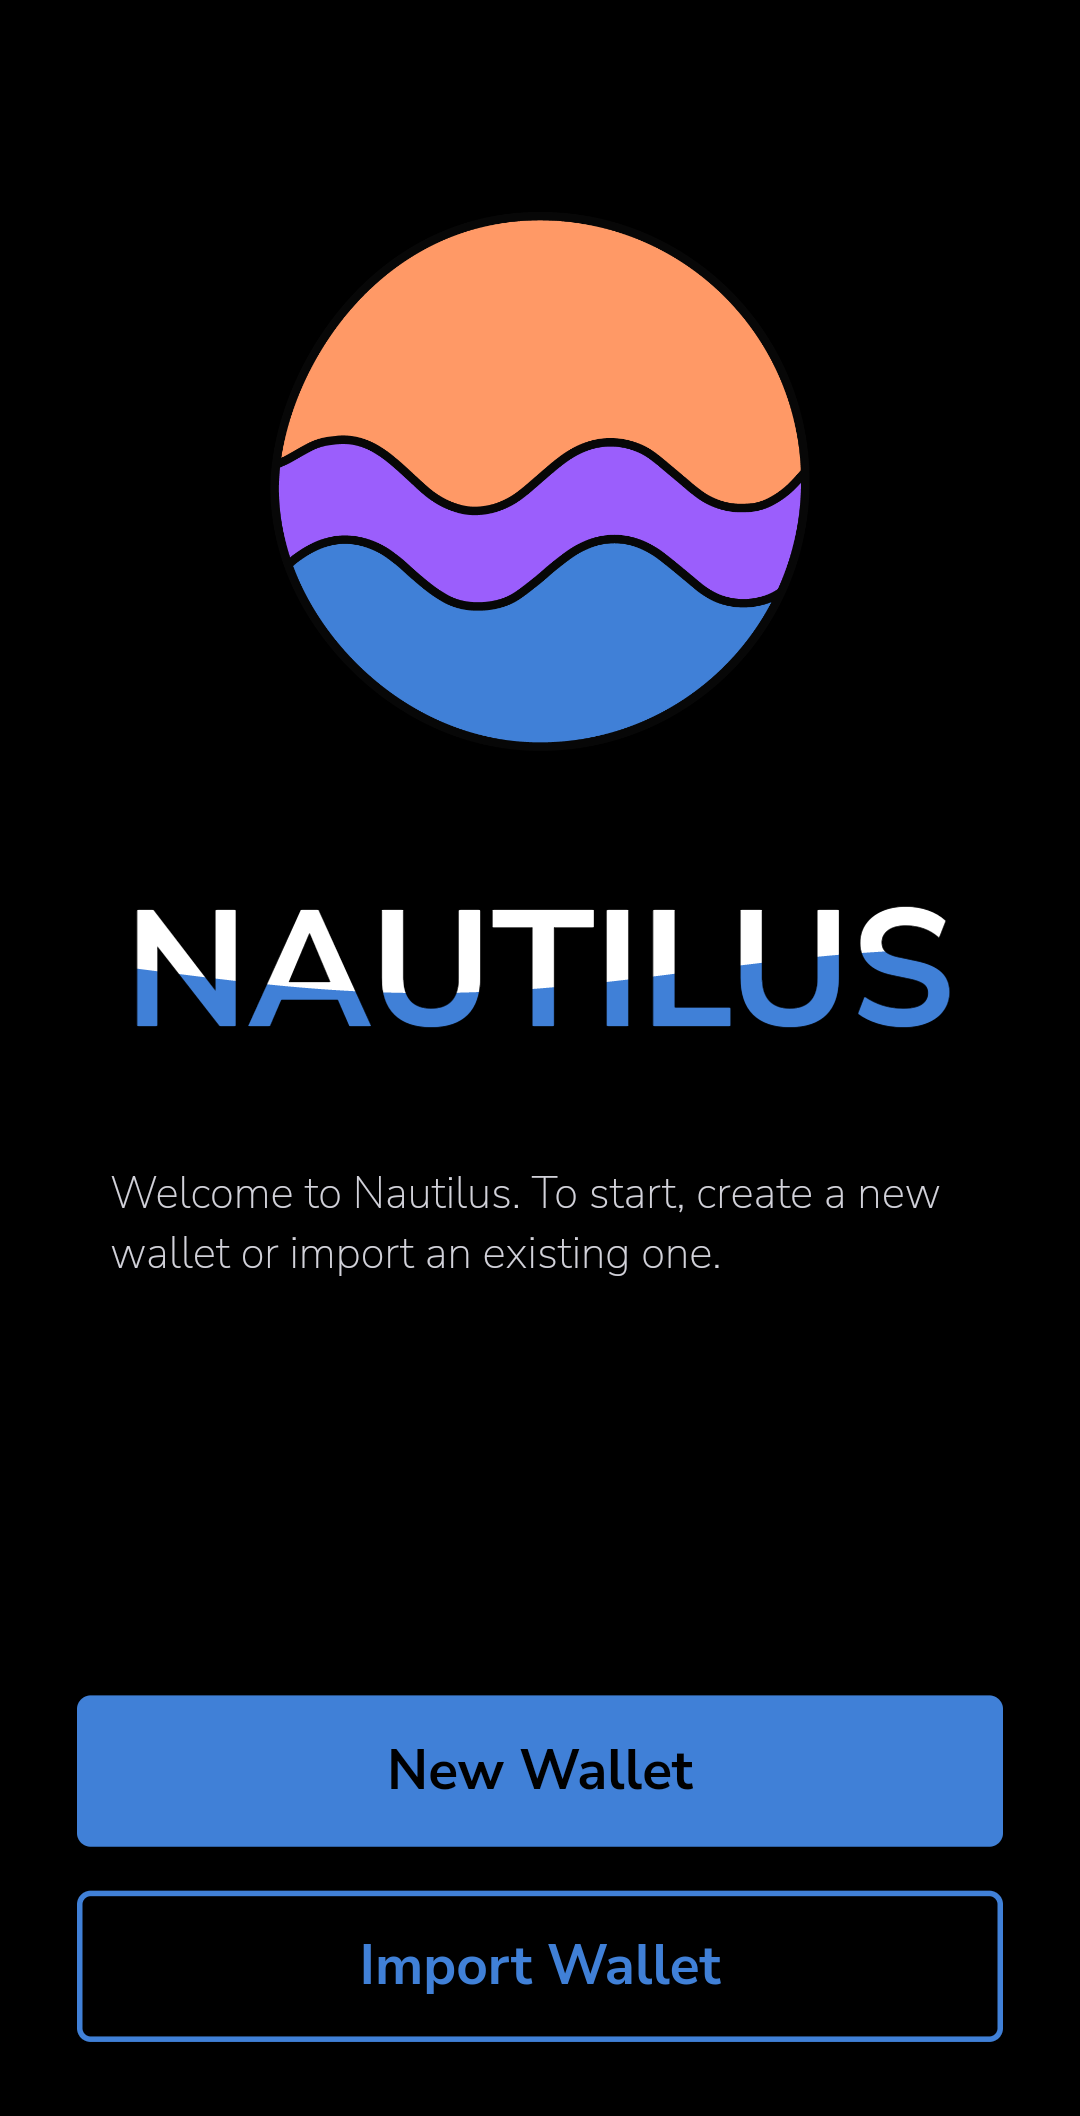 NAUTILUS
Welcome to Nautilus. To start, create a new
wallet or import an existing one.
New Wallet
Import Wallet